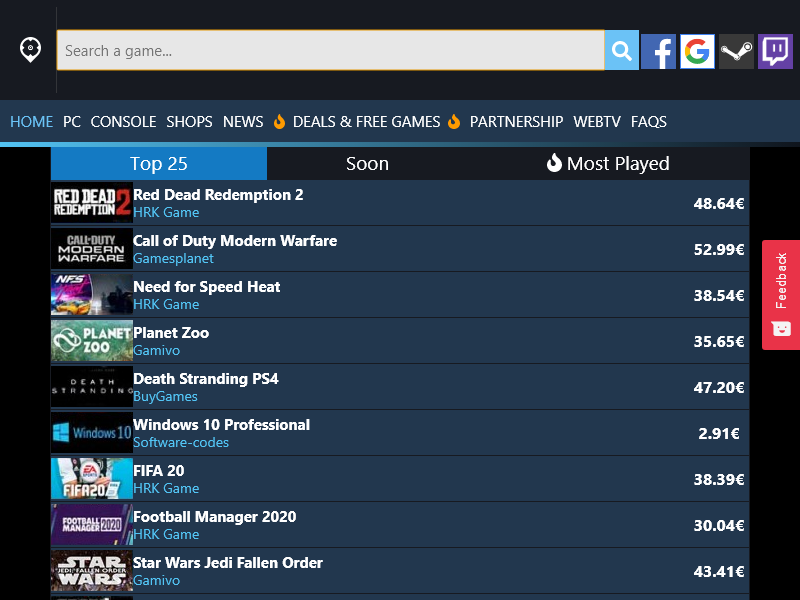 Search a game...
HOME PC CONSOLE SHOPS NEWS DEALS & FREE GAMES PARTNERSHIP WEBTV FAQS
Top 25 Soon Most Played
RED DEAD REDEMPTION 2
Red Dead Redemption 2
HRK Game
48.64€
CALL OF DUTY MODERN WARFARE
Call of Duty Modern Warfare
Gamesplanet
52.99€
NFS
Need for Speed Heat
HRK Game
38.54€
PLANET ZOO
Planet Zoo
Gamivo
35.65€
DEATH STRANDING
Death Stranding PS4
BuyGames
47.20€
Windows 10
Windows 10 Professional
Software-codes
2.91€
EA SPORTS
FIFA 20
FIFA 20
HRK Game
38.39€
FOOTBALL MANAGER 2020
Football Manager 2020
HRK Game
30.04€
STAR WARS JEDI FALLEN ORDER
Star Wars Jedi Fallen Order
Gamivo
43.41€
Feedback